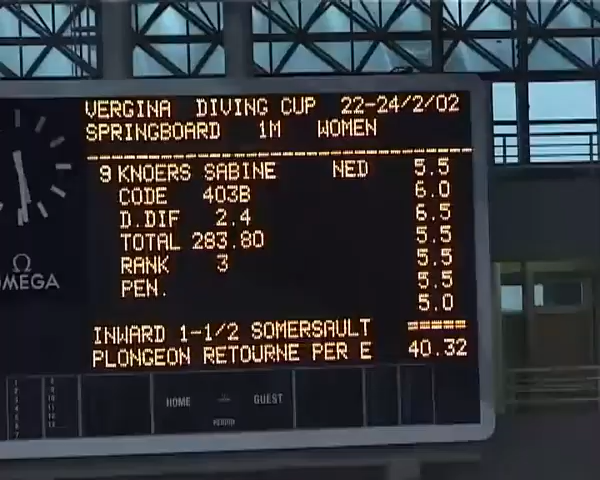 VERGINA DIVING CUP 22-24/2/02
SPRINGBOARD 1M WOMEN
9 KNOERS SABINE NED 5.5
CODE 403B 6.0
D.DIF 2.4 6.5
TOTAL 283.80 5.5
RANK 3 5.5
PEN. 5.5
5.0
INWARD 1-1/2 SOMERSAULT =====
PLONGEON RETOURNE PER E 40.32
Ω
OMEGA
HOME GUEST
PERIOD